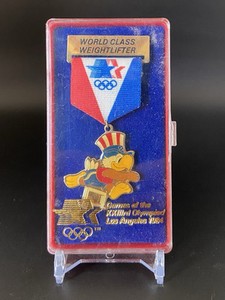 WORLD CLASS
WEIGHTLIFTER
Games of the
XXIIIrd Olympiad
Los Angeles 1984